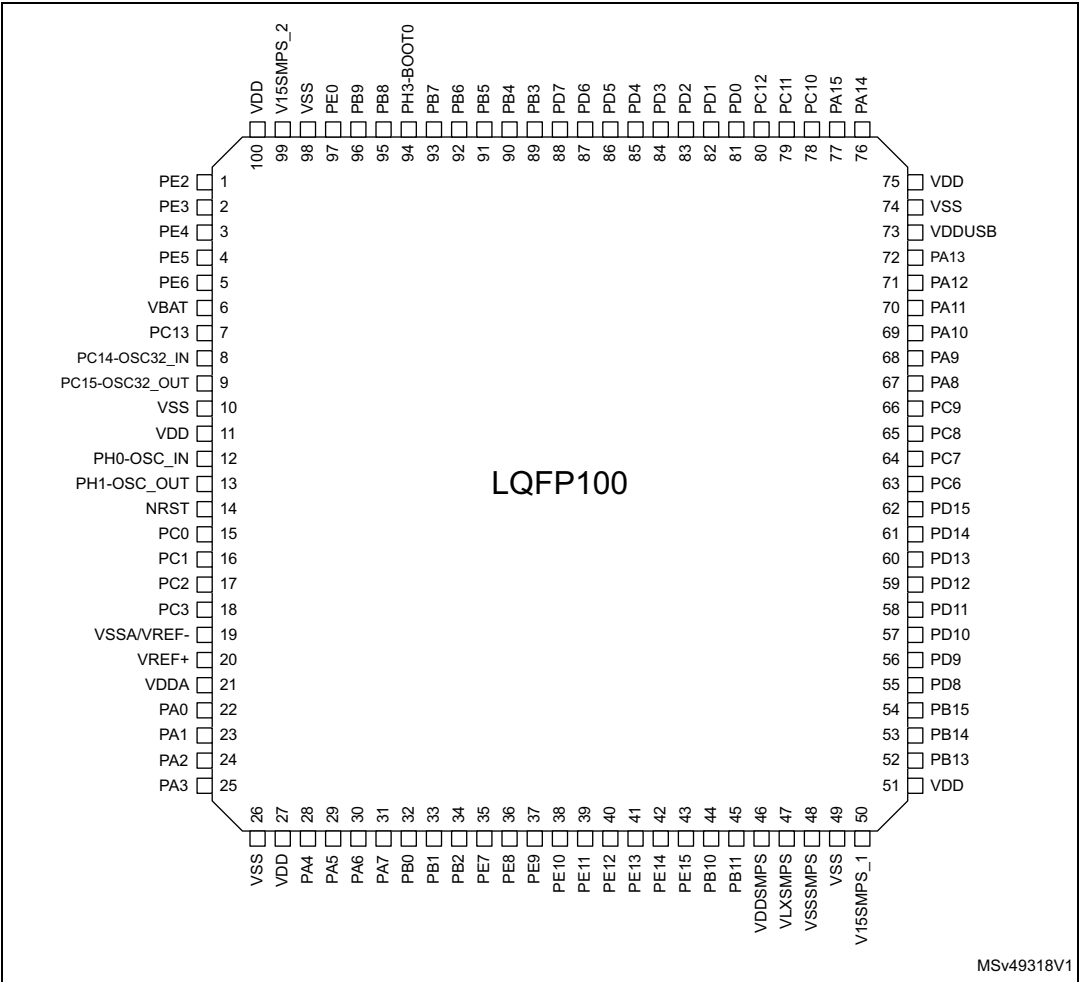 VDD
V15SMPS_2
VSS
PE0
PB9
PB8
PH3-BOOT0
PB7
PB6
PB5
PB4
PB3
PD7
PD6
PD5
PD4
PD3
PD2
PD1
PD0
PC12
PC11
PC10
PA15
PA14
100
99
98
97
96
95
94
93
92
91
90
89
88
87
86
85
84
83
82
81
80
79
78
77
76
PE2 1
PE3 2
PE4 3
PE5 4
PE6 5
VBAT 6
PC13 7
PC14-OSC32_IN 8
PC15-OSC32_OUT 9
VSS 10
VDD 11
PH0-OSC_IN 12
PH1-OSC_OUT 13
NRST 14
PC0 15
PC1 16
PC2 17
PC3 18
VSSA/VREF- 19
VREF+ 20
VDDA 21
PA0 22
PA1 23
PA2 24
PA3 25
LQFP100
75 VDD
74 VSS
73 VDDUSB
72 PA13
71 PA12
70 PA11
69 PA10
68 PA9
67 PA8
66 PC9
65 PC8
64 PC7
63 PC6
62 PD15
61 PD14
60 PD13
59 PD12
58 PD11
57 PD10
56 PD9
55 PD8
54 PB15
53 PB14
52 PB13
51 VDD
26
27
28
29
30
31
32
33
34
35
36
37
38
39
40
41
42
43
44
45
46
47
48
49
50
VSS
VDD
PA4
PA5
PA6
PA7
PB0
PB1
PB2
PE7
PE8
PE9
PE10
PE11
PE12
PE13
PE14
PE15
PB10
PB11
VDDSMPS
VLXSMPS
VSSSMPS
VSS
V15SMPS_1
MSv49318V1